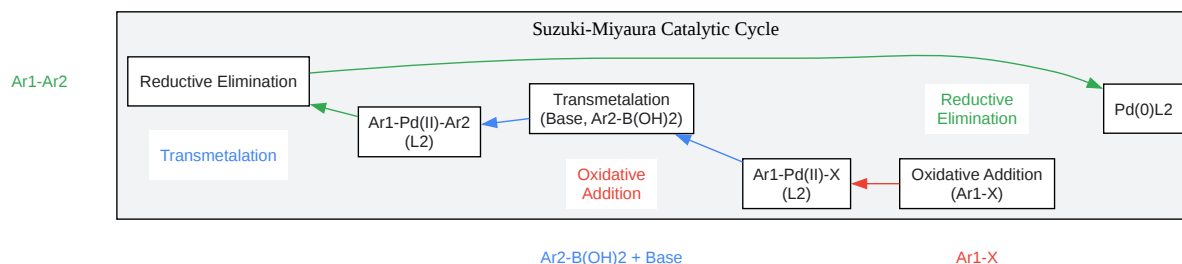 Suzuki-Miyaura Catalytic Cycle
Ar1-Ar2
Reductive Elimination
Ar1-Pd(II)-Ar2
(L2)
Transmetalation
(Base, Ar2-B(OH)2)
Reductive
Elimination
Pd(0)L2
Transmetalation
Oxidative
Addition
Ar1-Pd(II)-X
(L2)
Oxidative Addition
(Ar1-X)
Ar2-B(OH)2 + Base
Ar1-X